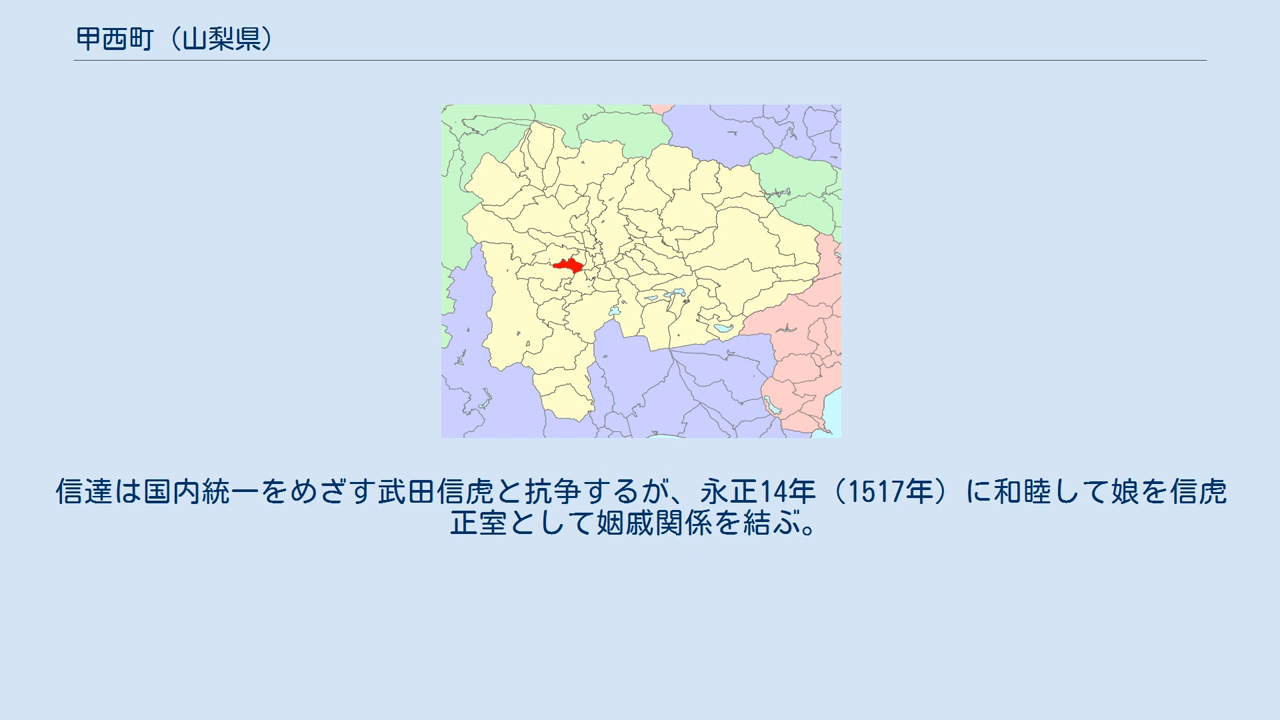 甲西町（山梨県）
信達は国内統一をめざす武田信虎と抗争するが、永正14年（1517年）に和睦して娘を信虎
正室として姻戚関係を結ぶ。